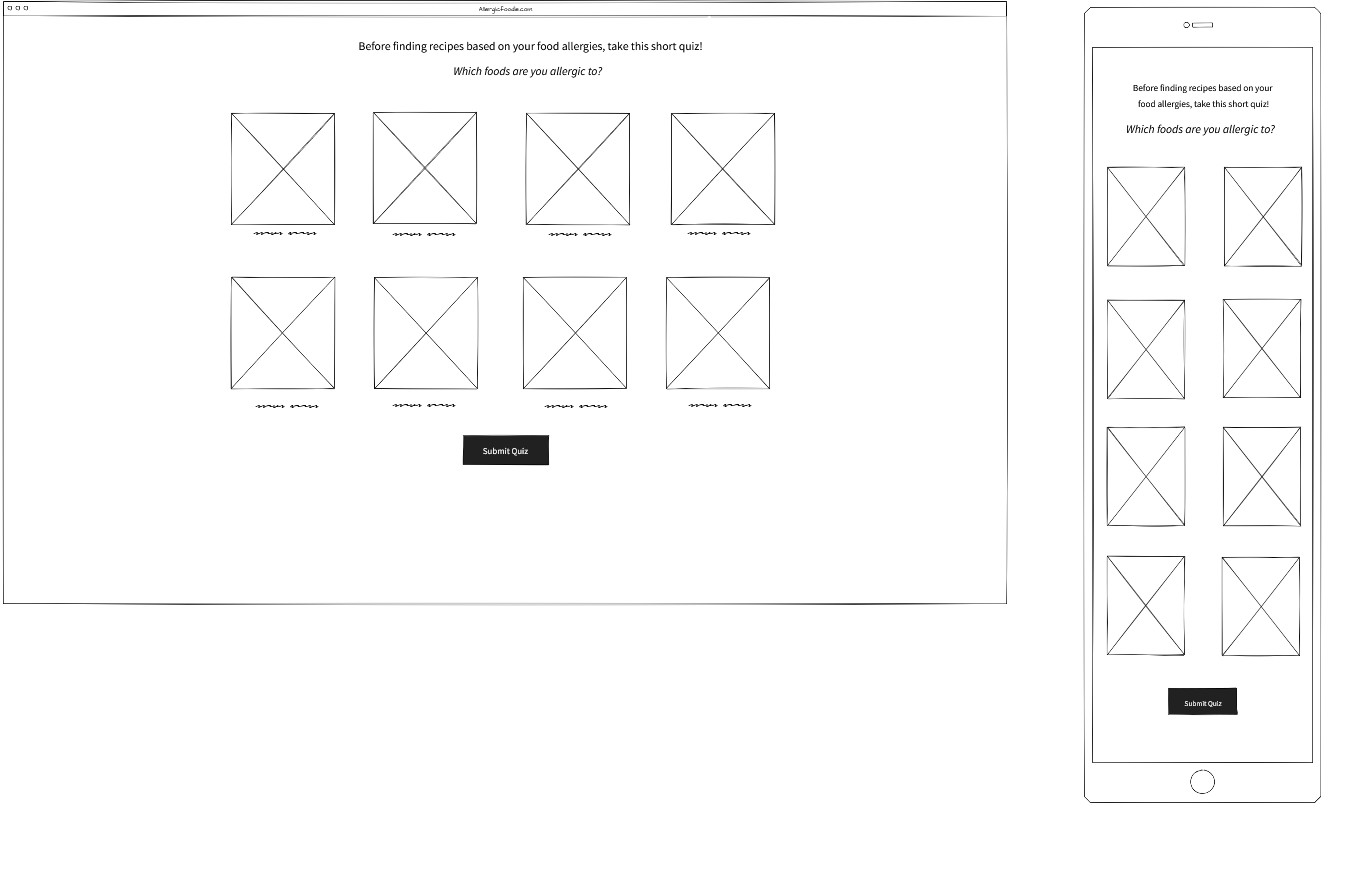 AllergicFoodie.com
Before finding recipes based on your food allergies, take this short quiz!
Which foods are you allergic to?
Submit Quiz
Before finding recipes based on your
food allergies, take this short quiz!
Which foods are you allergic to?
Submit Quiz